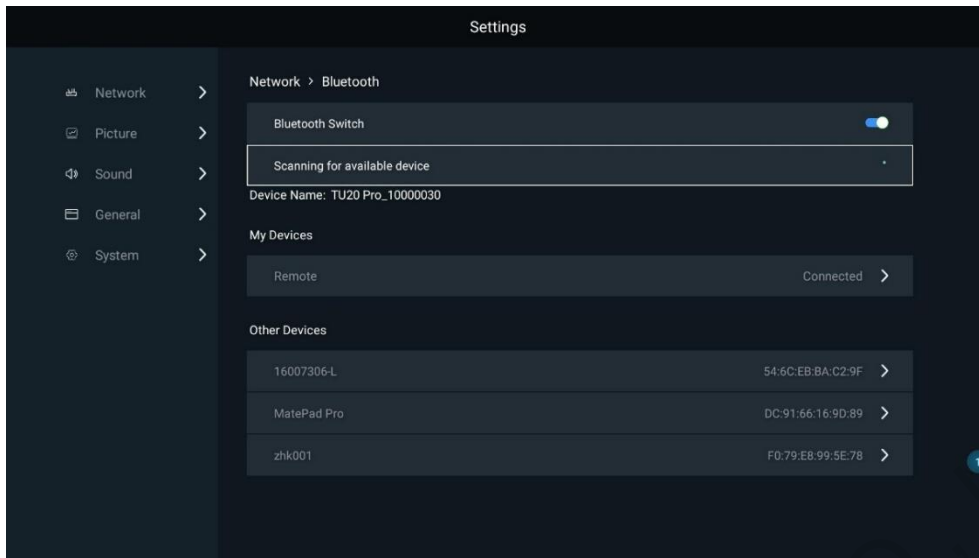 Settings
Network
Picture
Sound
General
System
Network > Bluetooth
Bluetooth Switch
Scanning for available device
Device Name: TU20 Pro_10000030
My Devices
Remote Connected
Other Devices
16007306-L 54:6C:EB:BA:C2:9F
MatePad Pro DC:91:66:16:9D:89
zhk001 F0:79:E8:99:5E:78